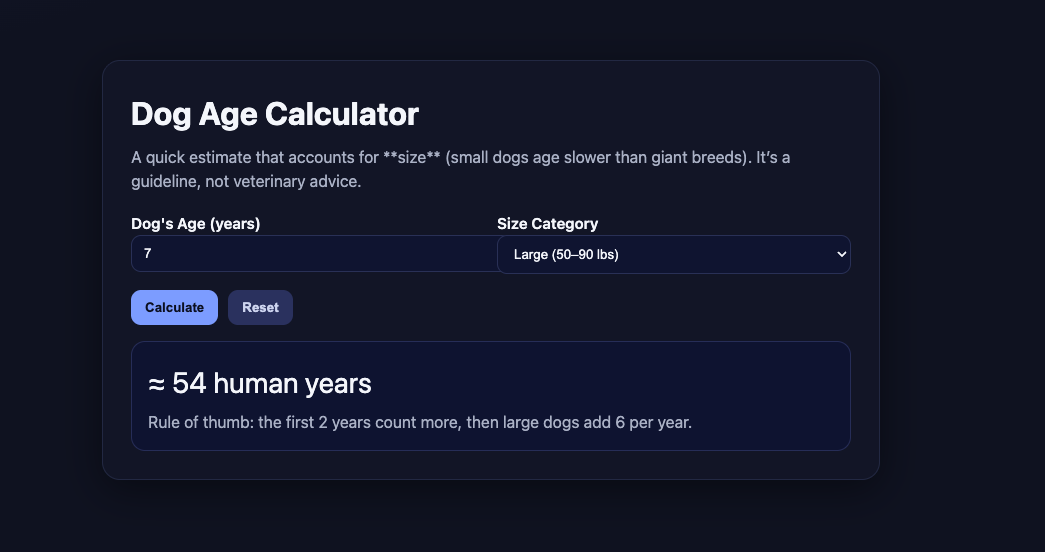 Dog Age Calculator
A quick estimate that accounts for **size** (small dogs age slower than giant breeds). It’s a
guideline, not veterinary advice.
Dog's Age (years)
Size Category
7
Large (50–90 lbs)
Calculate
Reset
≈ 54 human years
Rule of thumb: the first 2 years count more, then large dogs add 6 per year.